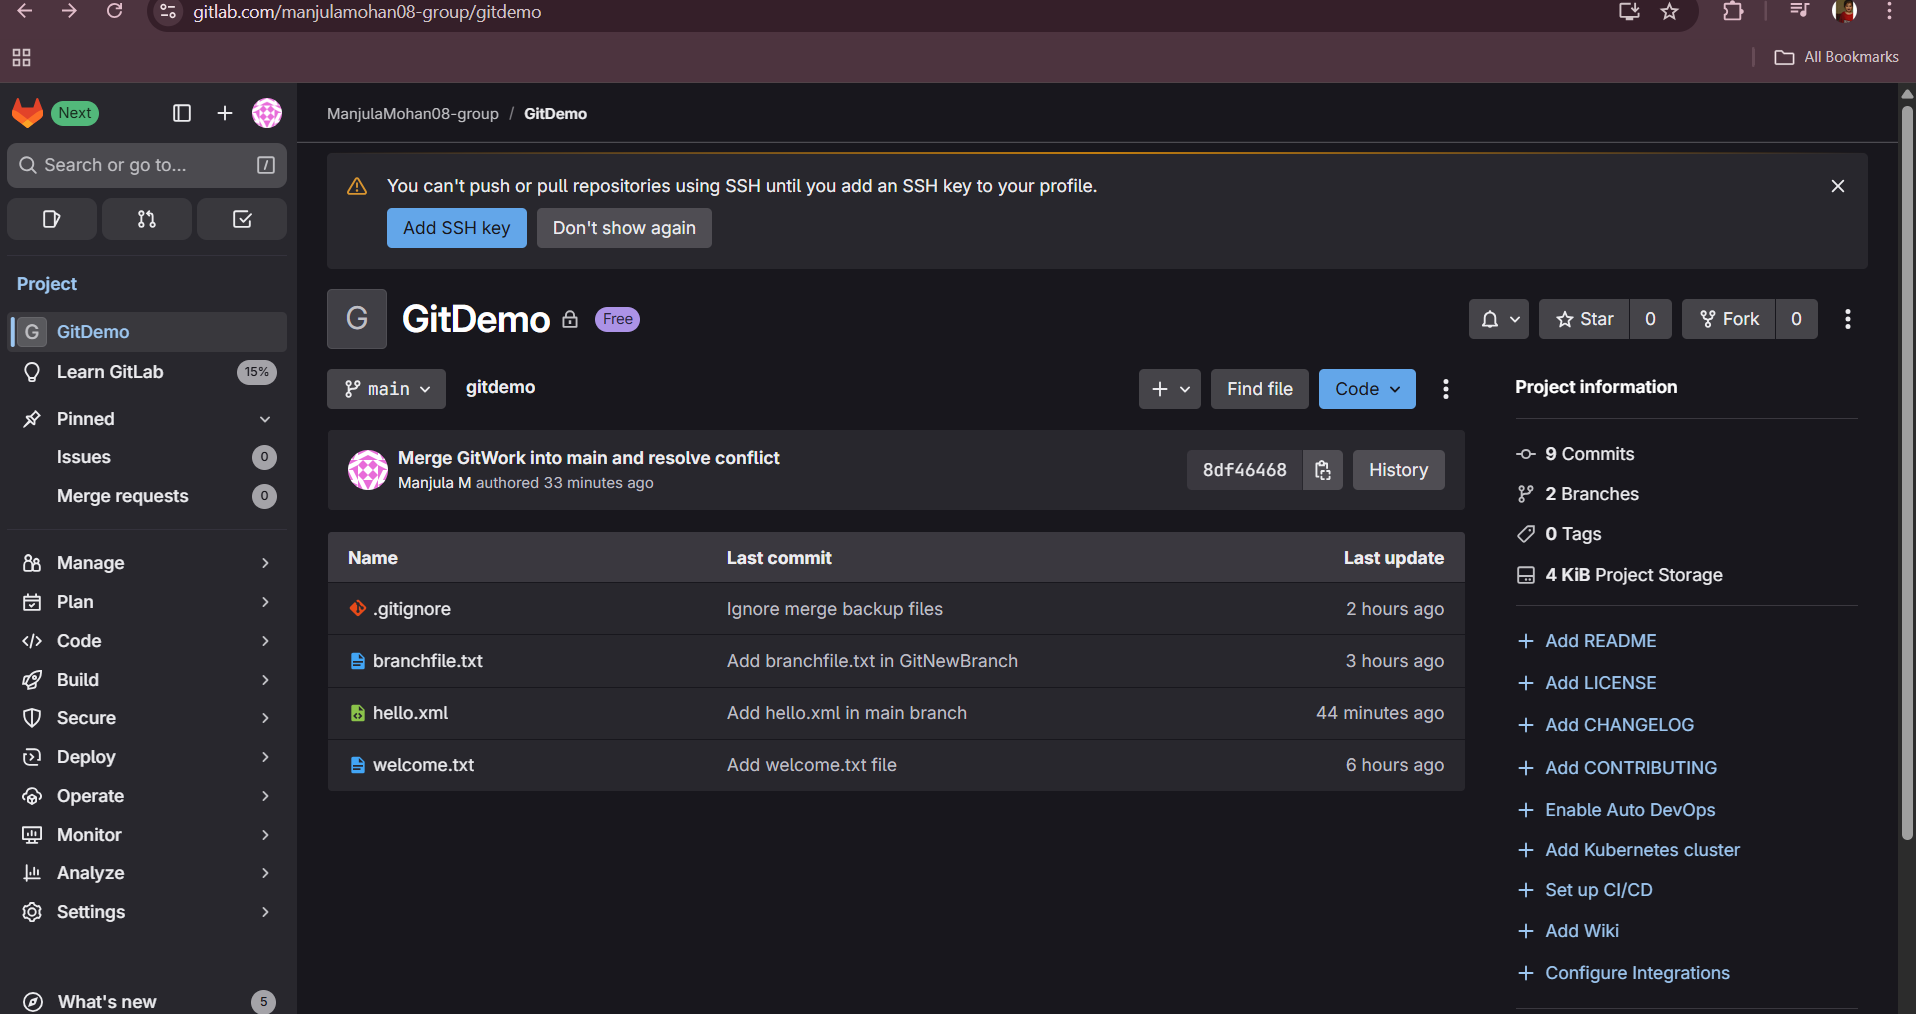 gitlab.com/manjulamohan08-group/gitdemo
All Bookmarks
Next
Search or go to...
/
Project
G GitDemo
Learn GitLab 15%
Pinned
Issues 0
Merge requests 0
Manage
Plan
Code
Build
Secure
Deploy
Operate
Monitor
Analyze
Settings
What's new 5
ManjulaMohan08-group / GitDemo
You can't push or pull repositories using SSH until you add an SSH key to your profile.
Add SSH key Don't show again
G GitDemo Free
Star 0 Fork 0
main gitdemo
Find file Code
Merge GitWork into main and resolve conflict
Manjula M authored 33 minutes ago
8df46468 History
Name Last commit Last update
.gitignore Ignore merge backup files 2 hours ago
branchfile.txt Add branchfile.txt in GitNewBranch 3 hours ago
hello.xml Add hello.xml in main branch 44 minutes ago
welcome.txt Add welcome.txt file 6 hours ago
Project information
9 Commits
2 Branches
0 Tags
4 KiB Project Storage
Add README
Add LICENSE
Add CHANGELOG
Add CONTRIBUTING
Enable Auto DevOps
Add Kubernetes cluster
Set up CI/CD
Add Wiki
Configure Integrations